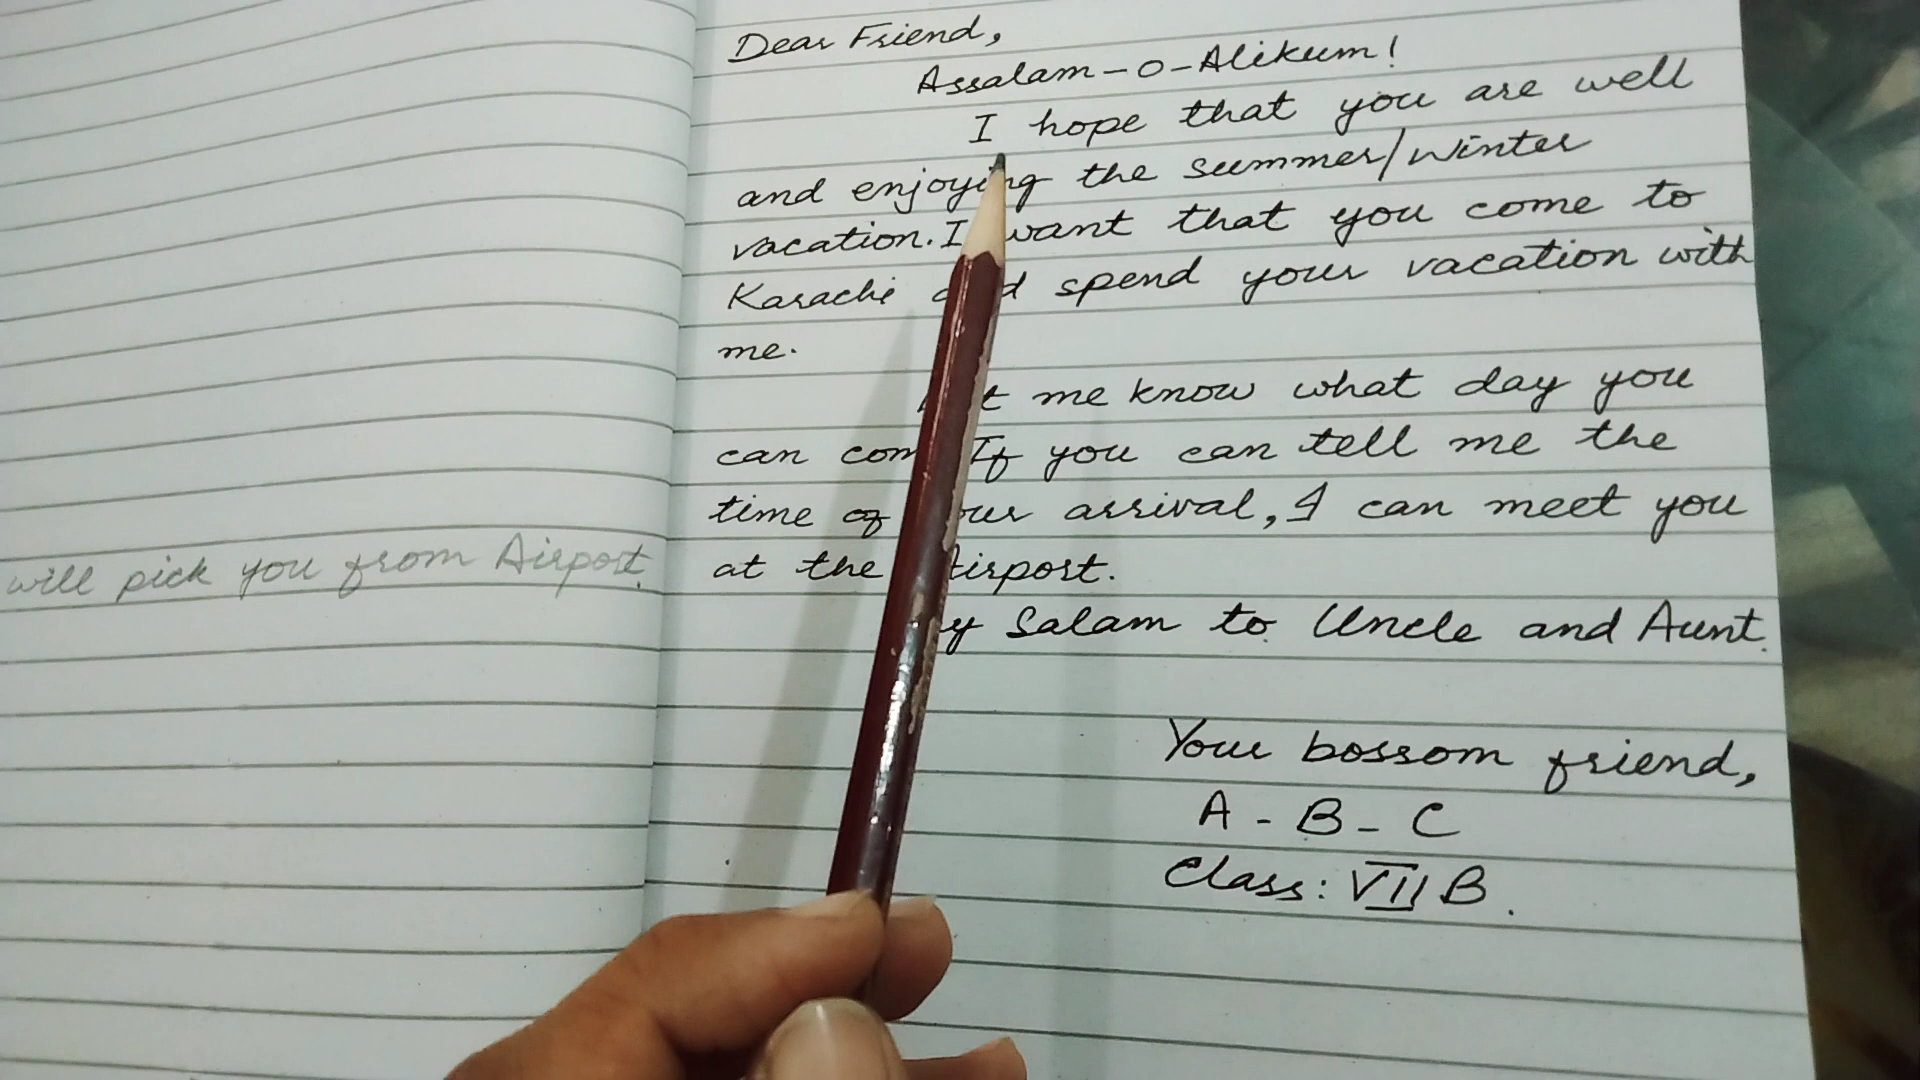 Dear Friend,
Assalam-o-Alikum!
I hope that you are well
and enjoying the summer/winter
vacation. I want that you come to
Karachi and spend your vacation with
me.
me know what day you
can If you can tell me the
time of arrival, I can meet you
at the Airport.
Salam to Uncle and Aunt.
Your bossom friend,
A-B-C
Class: VII B.
will pick you from Airport.